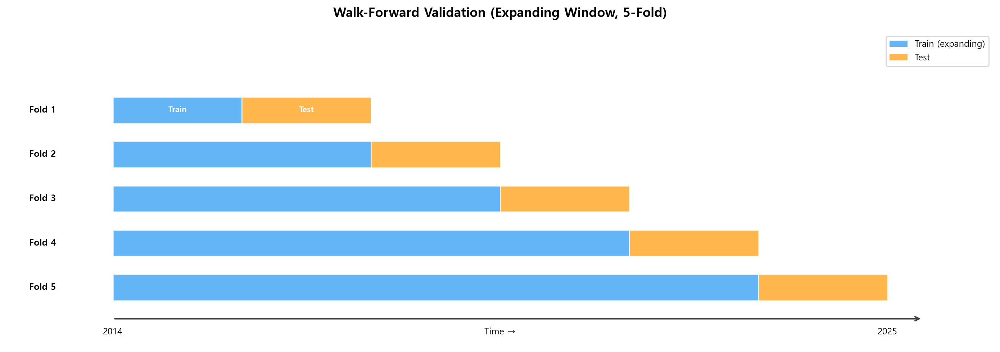 Walk-Forward Validation (Expanding Window, 5-Fold)
Train (expanding)
Test
Fold 1
Train
Test
Fold 2
Fold 3
Fold 4
Fold 5
2014
Time →
2025